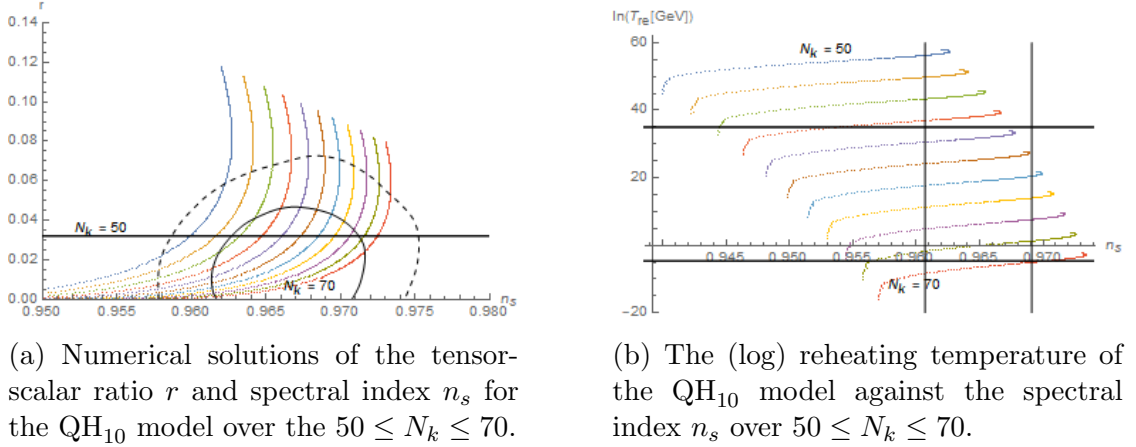 r
0.14
0.12
0.10
0.08
0.06
0.04
N_k = 50
0.02
N_k = 70
0.00
0.950 0.955 0.960 0.965 0.970 0.975 0.980
n_s
ln(T_re[GeV])
60
N_k = 50
40
20
0.945 0.950 0.955 0.960 0.965 0.970
n_s
N_k = 70
-20
(a) Numerical solutions of the tensor-
scalar ratio r and spectral index n_s for
the QH_10 model over the 50 ≤ N_k ≤ 70.
(b) The (log) reheating temperature of
the QH_10 model against the spectral
index n_s over 50 ≤ N_k ≤ 70.